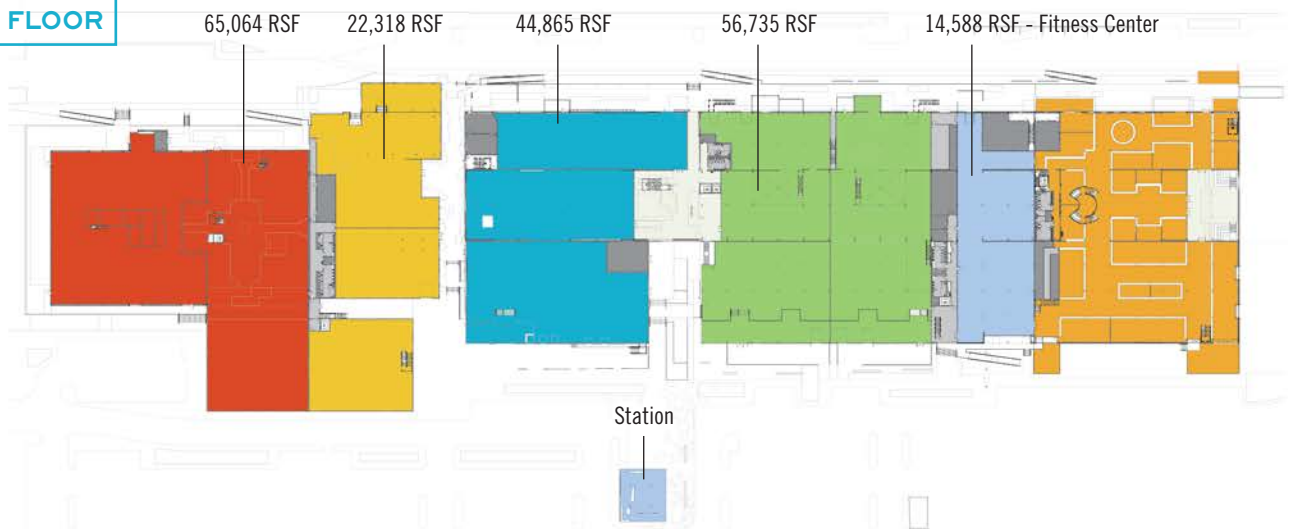 FLOOR
65,064 RSF
22,318 RSF
44,865 RSF
56,735 RSF
14,588 RSF - Fitness Center
Station